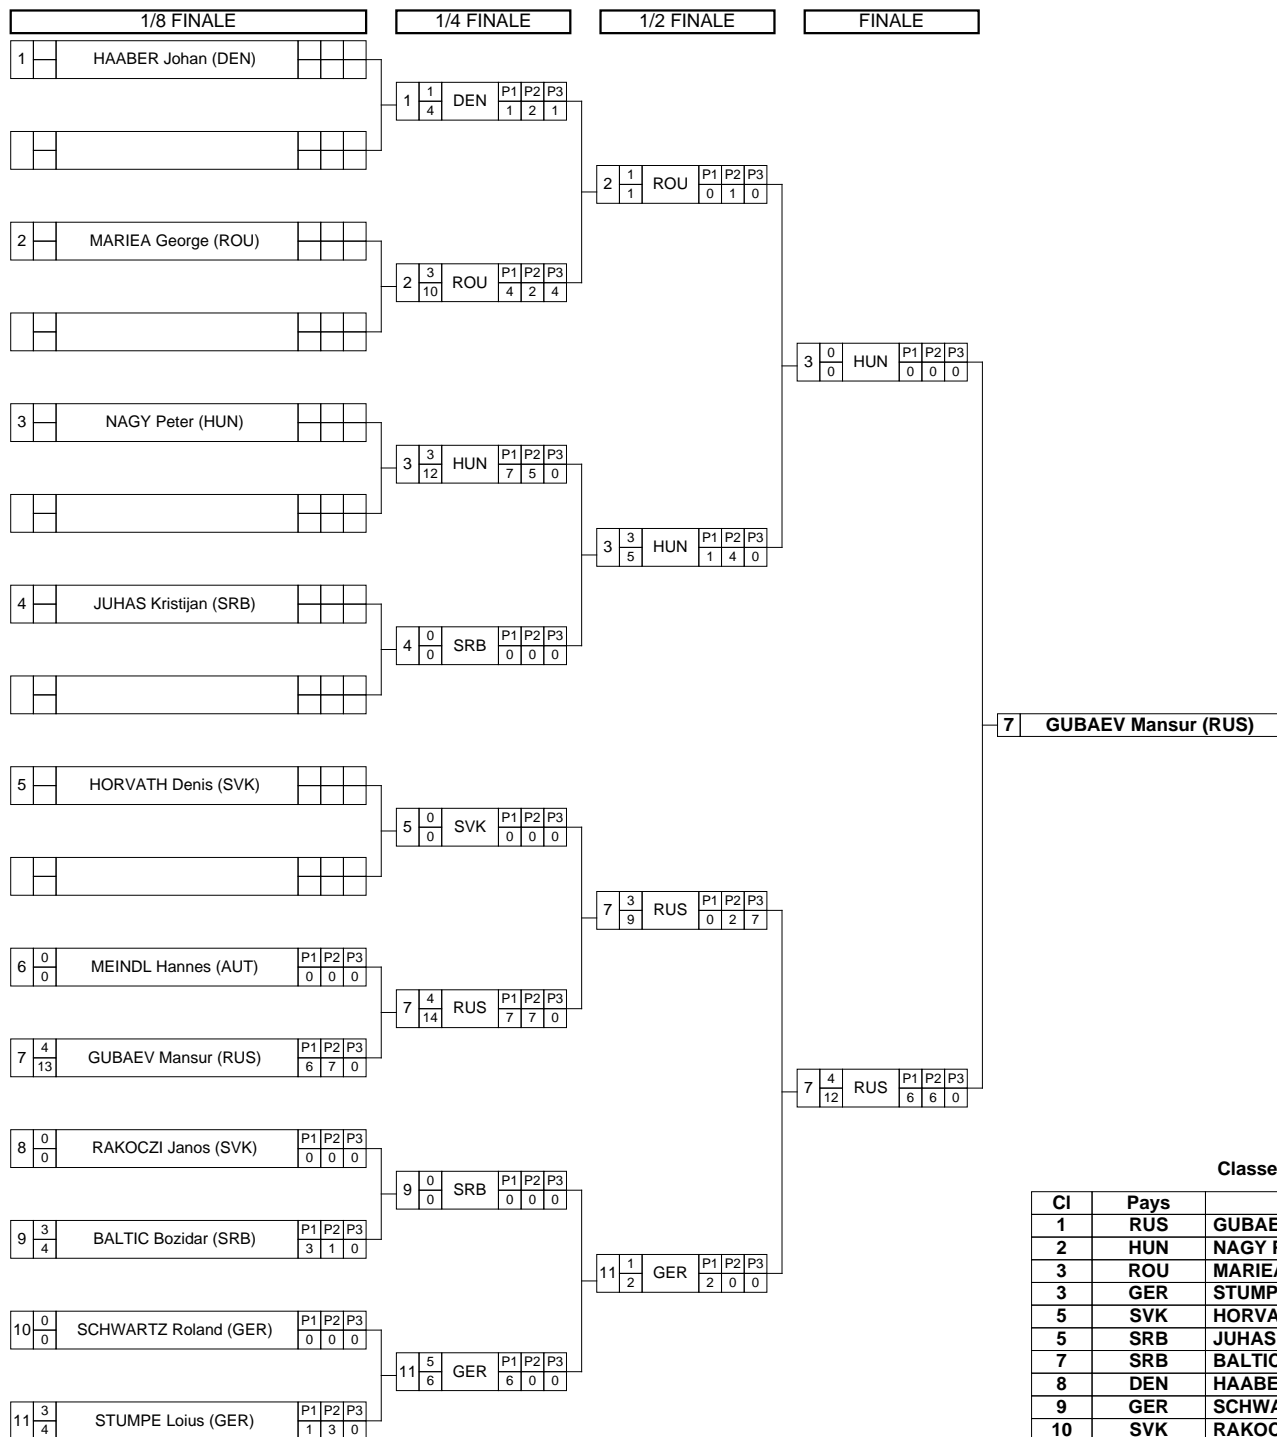 1/8 FINALE 1/4 FINALE 1/2 FINALE FINALE
1 HAABER Johan (DEN)
1 1 4 DEN P1 P2 P3 1 2 1
2 1 1 ROU P1 P2 P3 0 1 0
2 MARIEA George (ROU)
2 3 10 ROU P1 P2 P3 4 2 4
3 0 0 HUN P1 P2 P3 0 0 0
3 NAGY Peter (HUN)
3 3 12 HUN P1 P2 P3 7 5 0
3 3 5 HUN P1 P2 P3 1 4 0
4 JUHAS Kristijan (SRB)
4 0 0 SRB P1 P2 P3 0 0 0
7 GUBAEV Mansur (RUS)
5 HORVATH Denis (SVK)
5 0 0 SVK P1 P2 P3 0 0 0
7 3 9 RUS P1 P2 P3 0 2 7
6 0 0 MEINDL Hannes (AUT) P1 P2 P3 0 0 0
7 4 14 RUS P1 P2 P3 7 7 0
7 4 13 GUBAEV Mansur (RUS) P1 P2 P3 6 7 0
7 4 12 RUS P1 P2 P3 6 6 0
8 0 0 RAKOCZI Janos (SVK) P1 P2 P3 0 0 0
9 0 0 SRB P1 P2 P3 0 0 0
9 3 4 BALTIC Bozidar (SRB) P1 P2 P3 3 1 0
11 1 2 GER P1 P2 P3 2 0 0
10 0 0 SCHWARTZ Roland (GER) P1 P2 P3 0 0 0
11 5 6 GER P1 P2 P3 6 0 0
11 3 4 STUMPE Loius (GER) P1 P2 P3 1 3 0
Classe
Cl Pays
1 RUS GUBAE
2 HUN NAGY
3 ROU MARIEA
3 GER STUMP
5 SVK HORVA
5 SRB JUHAS
7 SRB BALTIC
8 DEN HAABE
9 GER SCHWA
10 SVK RAKOC